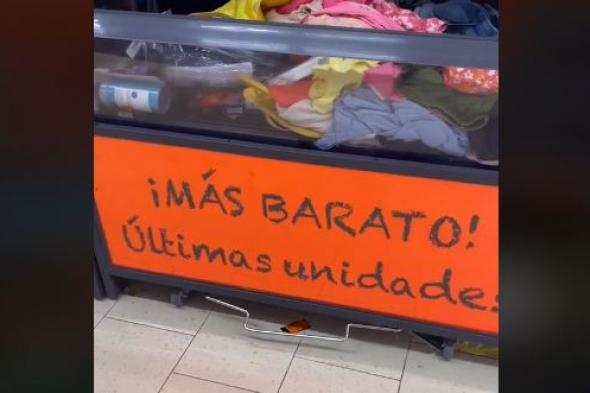 ¡MÁS BARATO!
Últimas unidades